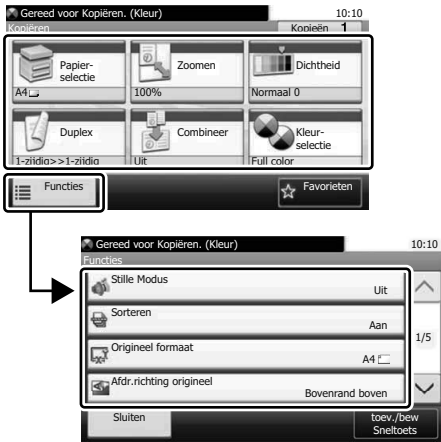 Gereed voor Kopiëren. (Kleur) 10:10
Kopiëren Kopieën 1
Papier-
selectie
A4
Zoomen
100%
Dichtheid
Normaal 0
Duplex
1-zijdig>>1-zijdig
Combineer
Uit
Kleur-
selectie
Full color
Functies Favorieten
Gereed voor Kopiëren. (Kleur) 10:10
Functies
Stille Modus
Uit
Sorteren
Aan
1/5
Origineel formaat
A4
Afdr.richting origineel
Bovenrand boven
Sluiten
toev./bew
Sneltoets